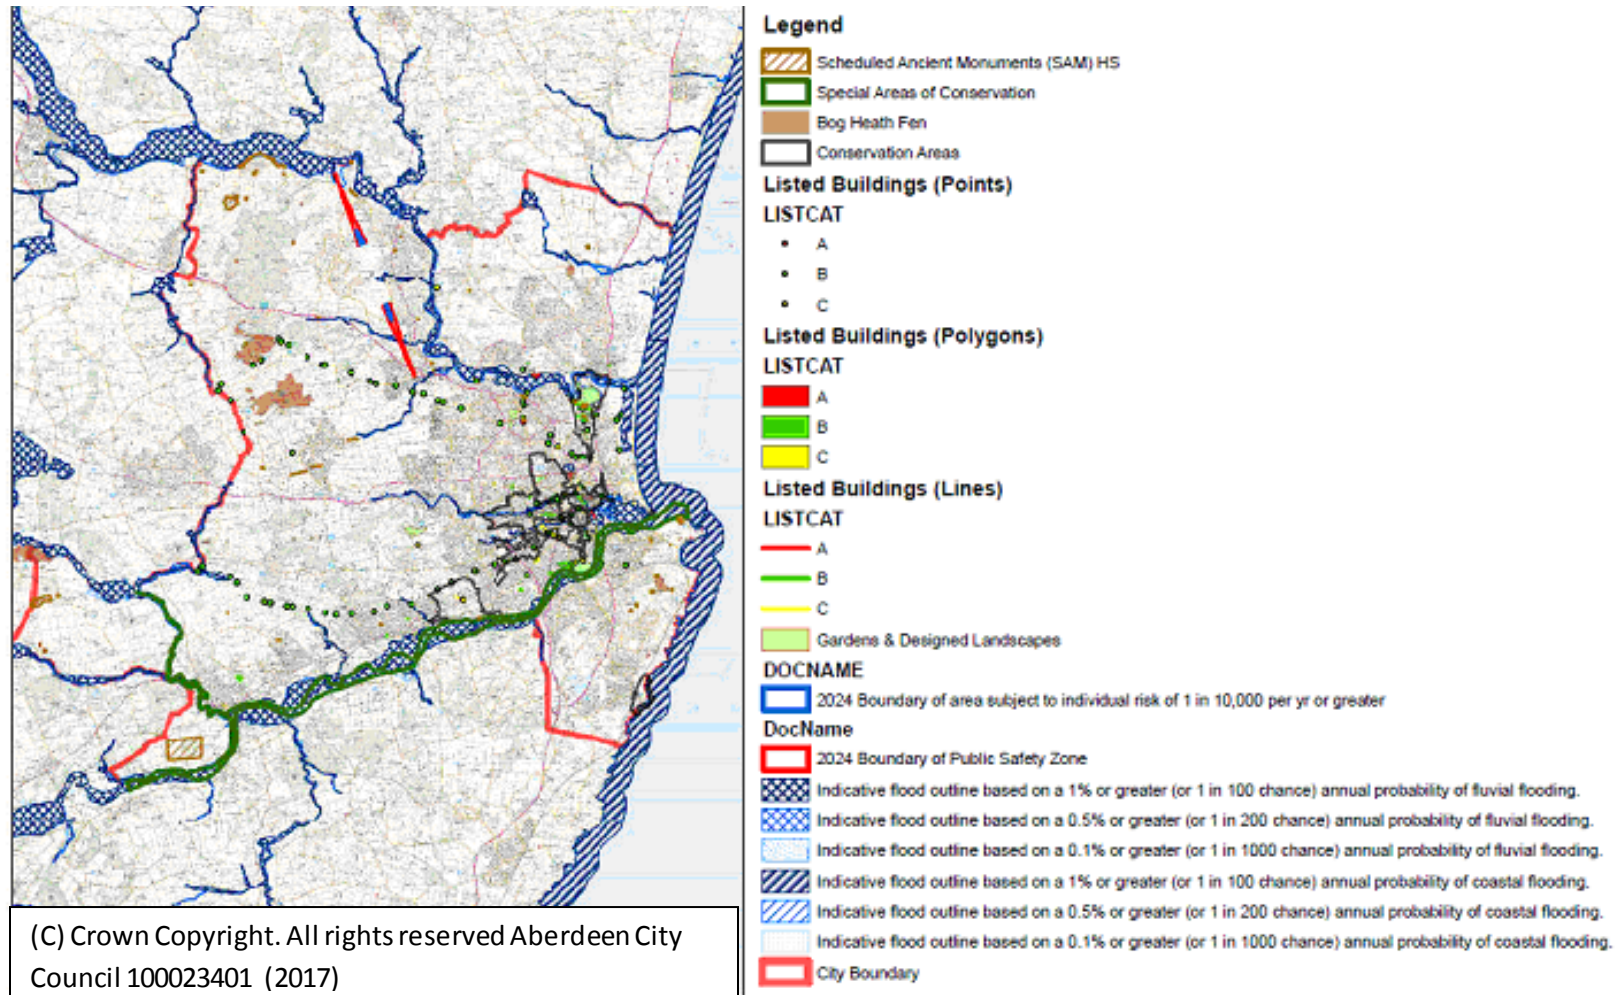 Legend
Scheduled Ancient Monuments (SAM) HS
Special Areas of Conservation
Bog Heath Fen
Conservation Areas
Listed Buildings (Points)
LISTCAT
A
B
C
Listed Buildings (Polygons)
LISTCAT
A
B
C
Listed Buildings (Lines)
LISTCAT
A
B
C
Gardens & Designed Landscapes
DOCNAME
2024 Boundary of area subject to individual risk of 1 in 10,000 per yr or greater
DocName
2024 Boundary of Public Safety Zone
Indicative flood outline based on a 1% or greater (or 1 in 100 chance) annual probability of fluvial flooding.
Indicative flood outline based on a 0.5% or greater (or 1 in 200 chance) annual probability of fluvial flooding.
Indicative flood outline based on a 0.1% or greater (or 1 in 1000 chance) annual probability of fluvial flooding.
Indicative flood outline based on a 1% or greater (or 1 in 100 chance) annual probability of coastal flooding.
Indicative flood outline based on a 0.5% or greater (or 1 in 200 chance) annual probability of coastal flooding.
Indicative flood outline based on a 0.1% or greater (or 1 in 1000 chance) annual probability of coastal flooding.
City Boundary
(C) Crown Copyright. All rights reserved Aberdeen City
Council 100023401 (2017)